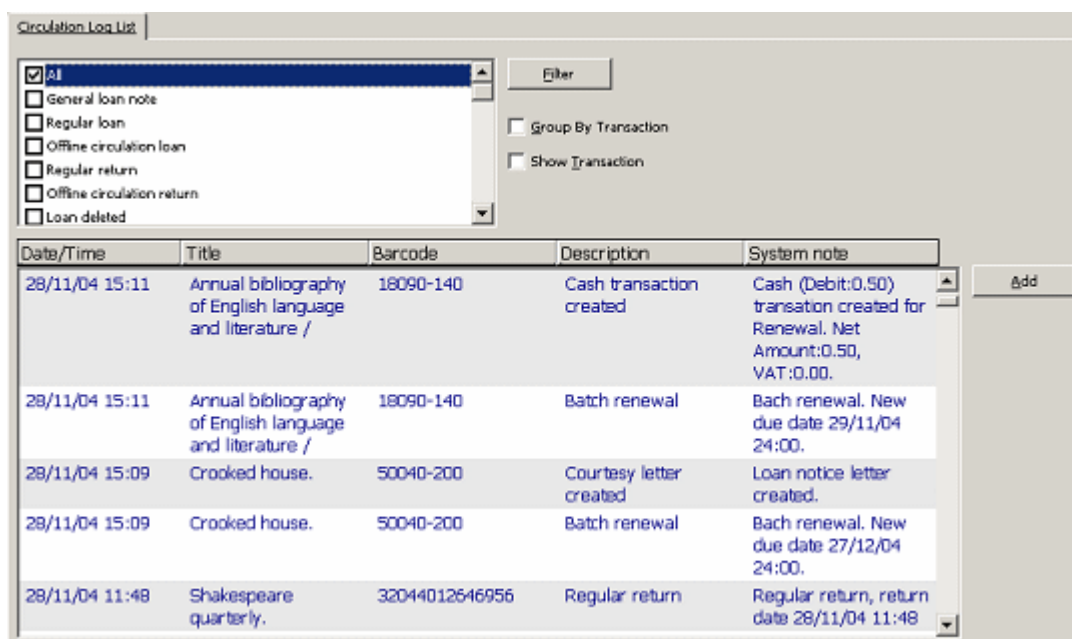 Circulation Log List
All
Filter
General loan note
Regular loan
Group By Transaction
Offline circulation loan
Show Transaction
Regular return
Offline circulation return
Loan deleted
Date/Time Title Barcode Description System note
Add
28/11/04 15:11 Annual bibliography 18090-140 Cash transaction Cash (Debit:0.50)
of English language created transation created for
and literature / Renewal. Net
Amount:0.50,
VAT:0.00.
28/11/04 15:11 Annual bibliography 18090-140 Batch renewal Bach renewal. New
of English language due date 29/11/04
and literature / 24:00.
28/11/04 15:09 Crooked house. 50040-200 Courtesy letter Loan notice letter
created created.
28/11/04 15:09 Crooked house. 50040-200 Batch renewal Bach renewal. New
due date 27/12/04
24:00.
28/11/04 11:48 Shakespeare 32044012646956 Regular return Regular return, return
quarterly. date 28/11/04 11:48